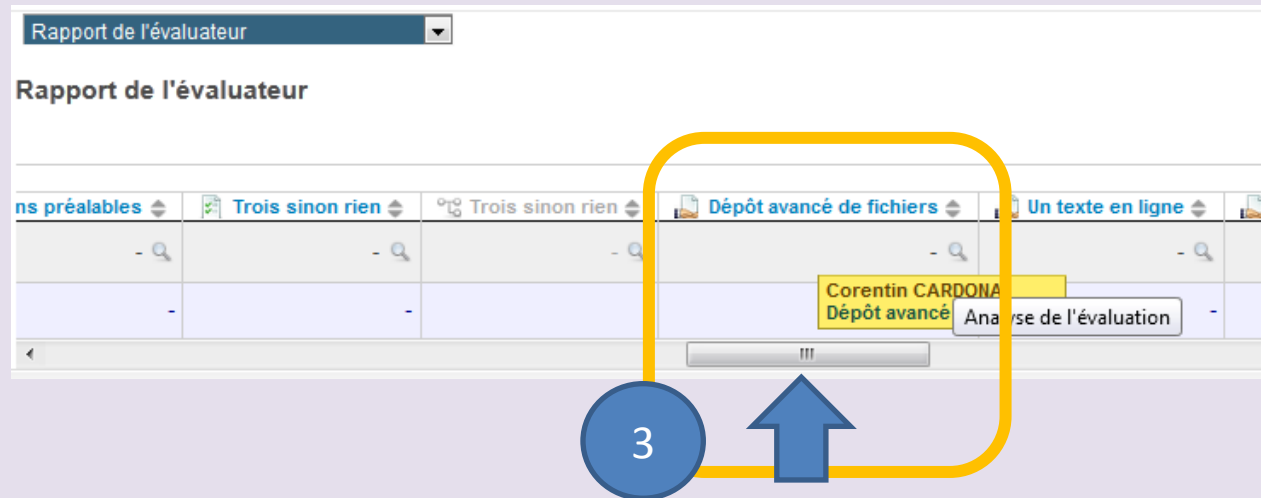 Rapport de l'évaluateur
Rapport de l'évaluateur
ns préalables Trois sinon rien Trois sinon rien Dépôt avancé de fichiers Un texte en ligne
- - - - -
Corentin CARDONA
- - Dépôt avancé Analyse de l'évaluation -
3